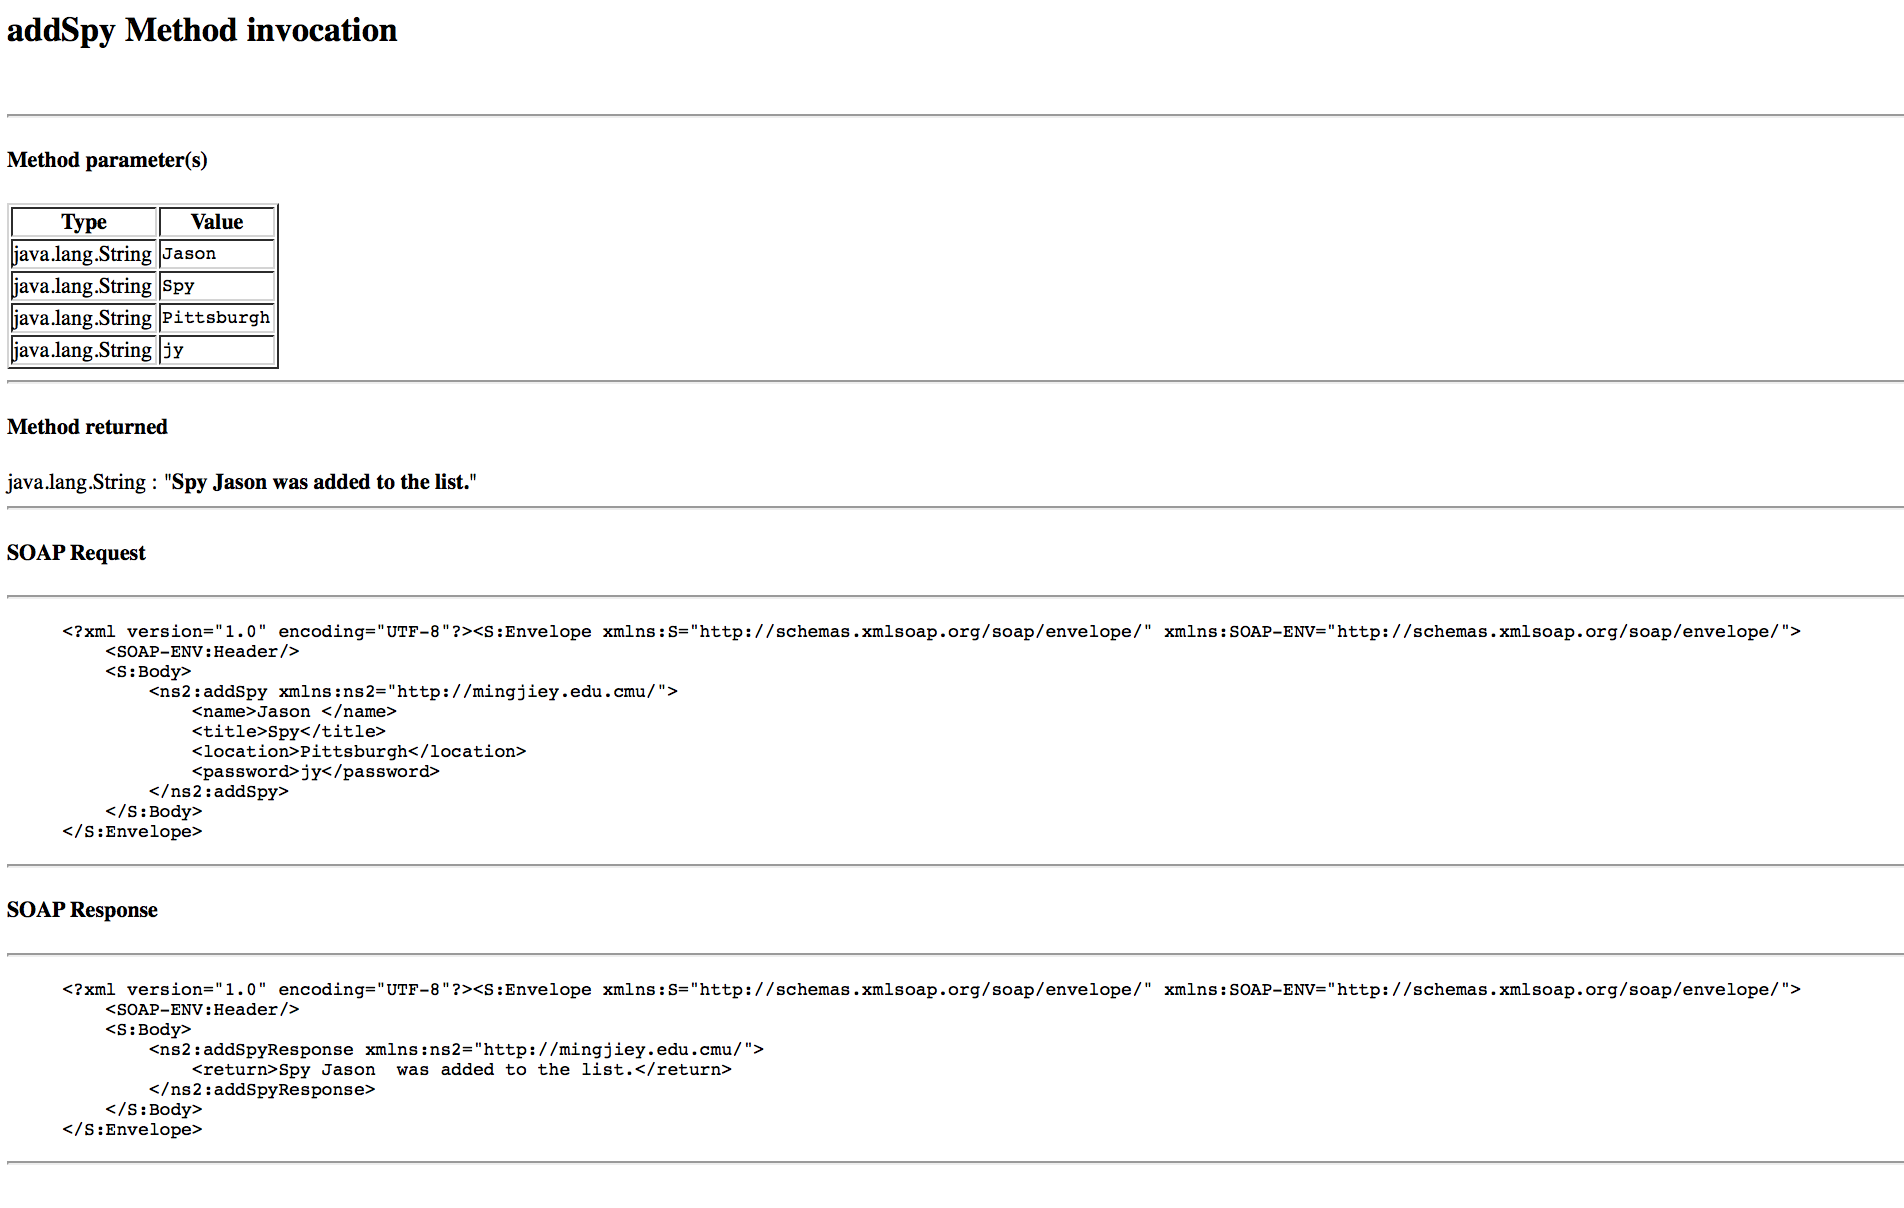 addSpy Method invocation
Method parameter(s)
Type Value
java.lang.String Jason
java.lang.String Spy
java.lang.String Pittsburgh
java.lang.String jy
Method returned
java.lang.String : "Spy Jason was added to the list."
SOAP Request
<?xml version="1.0" encoding="UTF-8"?><S:Envelope xmlns:S="http://schemas.xmlsoap.org/soap/envelope/" xmlns:SOAP-ENV="http://schemas.xmlsoap.org/soap/envelope/">
    <SOAP-ENV:Header/>
    <S:Body>
        <ns2:addSpy xmlns:ns2="http://mingjiey.edu.cmu/">
            <name>Jason </name>
            <title>Spy</title>
            <location>Pittsburgh</location>
            <password>jy</password>
        </ns2:addSpy>
    </S:Body>
</S:Envelope>
SOAP Response
<?xml version="1.0" encoding="UTF-8"?><S:Envelope xmlns:S="http://schemas.xmlsoap.org/soap/envelope/" xmlns:SOAP-ENV="http://schemas.xmlsoap.org/soap/envelope/">
    <SOAP-ENV:Header/>
    <S:Body>
        <ns2:addSpyResponse xmlns:ns2="http://mingjiey.edu.cmu/">
            <return>Spy Jason  was added to the list.</return>
        </ns2:addSpyResponse>
    </S:Body>
</S:Envelope>